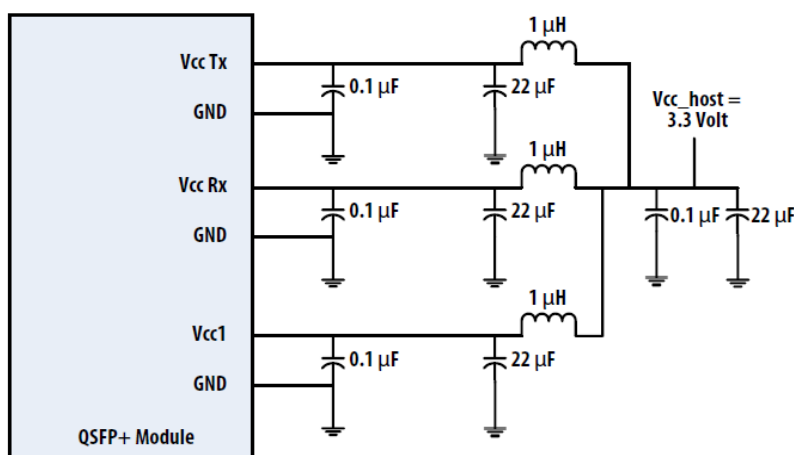 1 µH
Vcc Tx
0.1 µF
22 µF
Vcc_host =
3.3 Volt
GND
1 µH
Vcc Rx
0.1 µF
22 µF
0.1 µF
22 µF
GND
1 µH
Vcc1
0.1 µF
22 µF
GND
QSFP+ Module